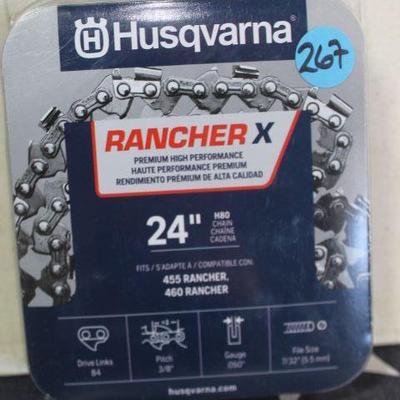 Husqvarna
267
RANCHER X
PREMIUM HIGH PERFORMANCE
HAUTE PERFORMANCE PREMIUM
RENDIMIENTO PRÉMIUM DE ALTA CALIDAD
24"
H80
CHAIN
CHAÎNE
CADENA
FITS / S'ADAPTE À / COMPATIBLE CON:
455 RANCHER,
460 RANCHER
Drive Links
84
Pitch
3/8"
Gauge
.050"
File Size
7/32" (5.5 mm)
husqvarna.com